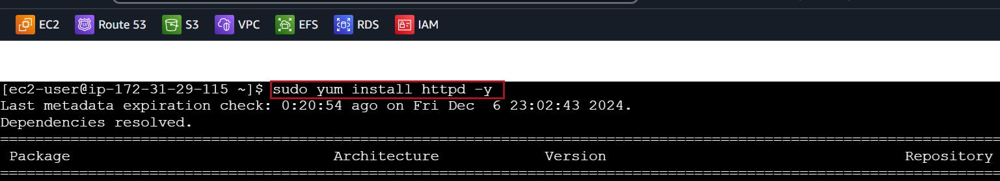 EC2 Route 53 S3 VPC EFS RDS IAM
[ec2-user@ip-172-31-29-115 ~]$ sudo yum install httpd -y
Last metadata expiration check: 0:20:54 ago on Fri Dec  6 23:02:43 2024.
Dependencies resolved.
================================================================================
Package Architecture Version Repository
================================================================================